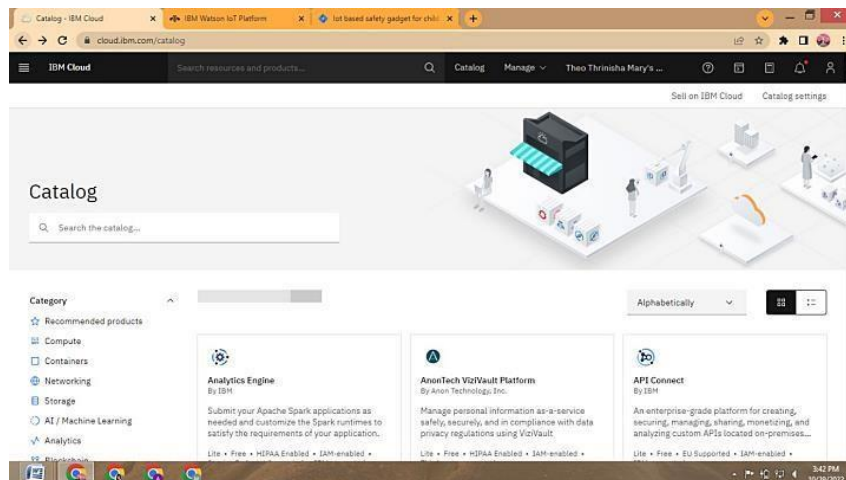 Catalog - IBM Cloud
IBM Watson IoT Platform
Iot based safety gadget for child
cloud.ibm.com/catalog
IBM Cloud
Search resources and products...
Catalog
Manage
Theo Thrinisha Mary's ...
Sell on IBM Cloud
Catalog settings
Catalog
Search the catalog...
Category
Recommended products
Compute
Containers
Networking
Storage
AI / Machine Learning
Analytics
Blockchain
Alphabetically
Analytics Engine
By IBM
Submit your Apache Spark applications as
needed and customize the Spark runtimes to
satisfy the requirements of your application.
Lite • Free • HIPAA Enabled • IAM-enabled •
AnonTech ViziVault Platform
By Anon Technology, Inc.
Manage personal information as-a-service
safely, securely, and in compliance with data
privacy regulations using ViziVault
Lite • Free • HIPAA Enabled • IAM-enabled •
API Connect
By IBM
An enterprise-grade platform for creating,
securing, managing, sharing, monetizing, and
analyzing custom APIs located on-premises...
Lite • Free • EU Supported • IAM-enabled •
3:42 PM